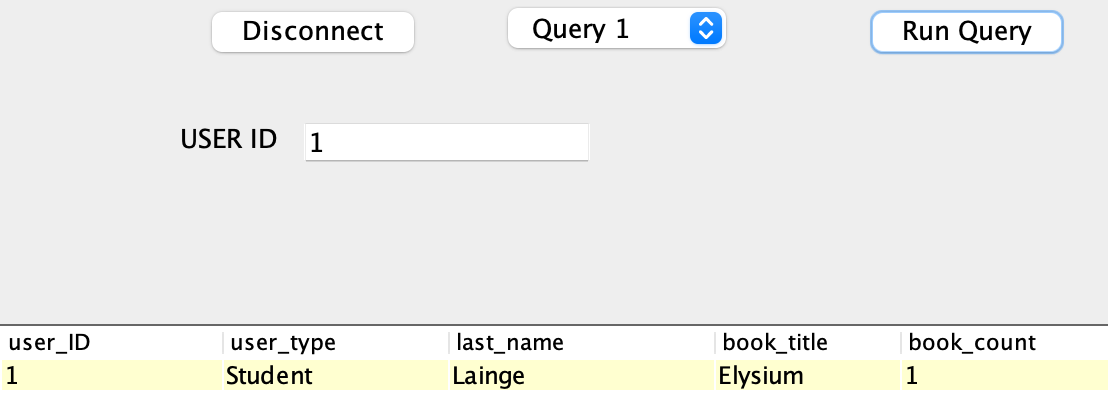 Disconnect Query 1 Run Query
USER ID 1
user_ID user_type last_name book_title book_count
1 Student Lainge Elysium 1